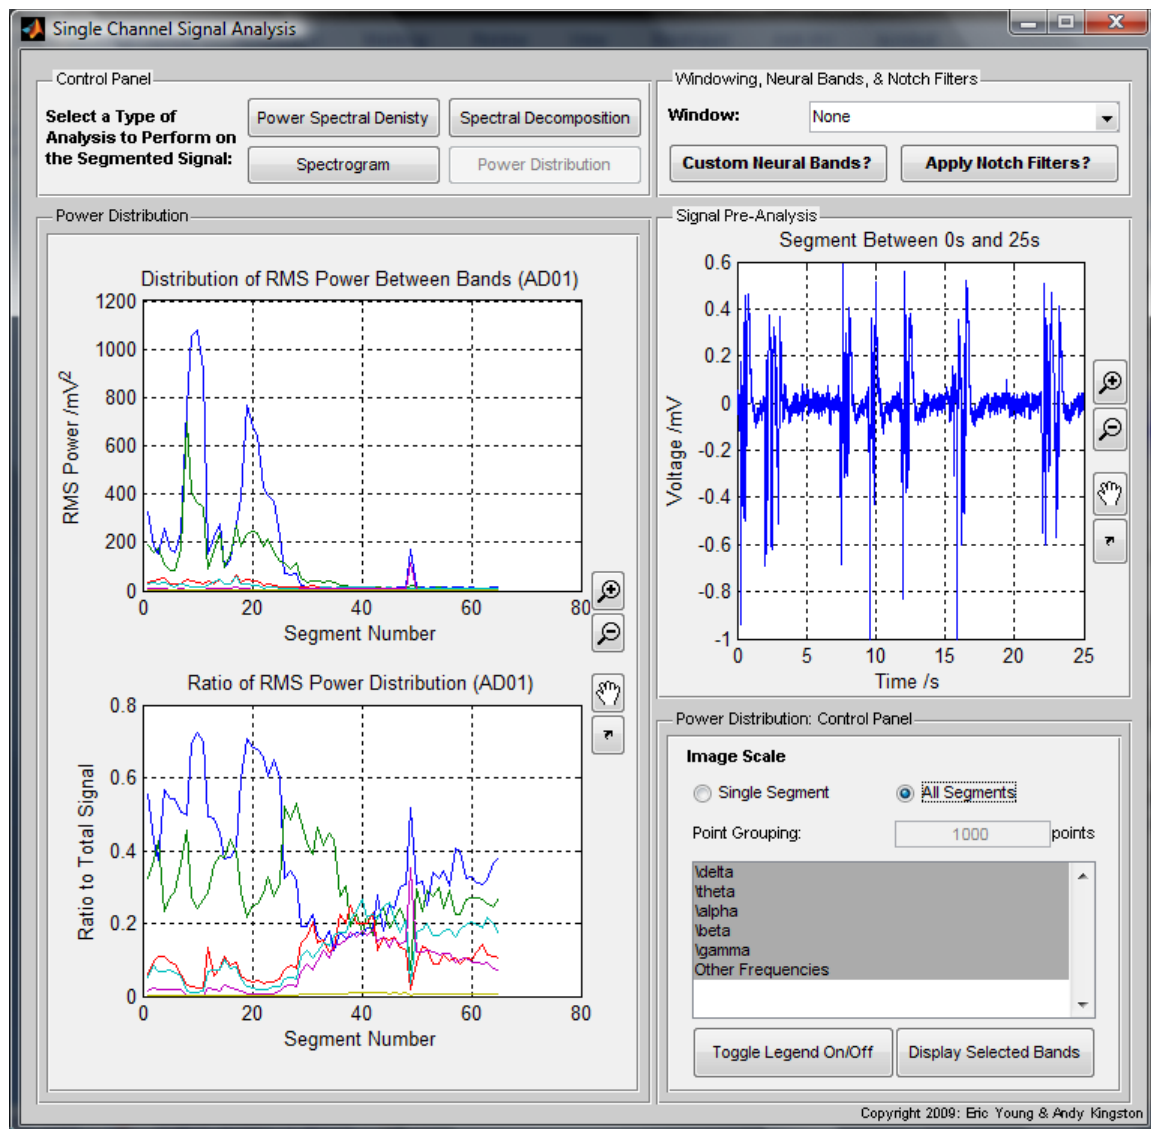 Single Channel Signal Analysis
Control Panel
Select a Type of
Analysis to Perform on
the Segmented Signal:
Power Spectral Denisty
Spectral Decomposition
Spectrogram
Power Distribution
Windowing, Neural Bands, & Notch Filters
Window:
None
Custom Neural Bands?
Apply Notch Filters?
Power Distribution
Distribution of RMS Power Between Bands (AD01)
RMS Power /mV²
1200
1000
800
600
400
200
0
0 20 40 60 80
Segment Number
Ratio of RMS Power Distribution (AD01)
Ratio to Total Signal
0.8
0.6
0.4
0.2
0
0 20 40 60 80
Segment Number
Signal Pre-Analysis
Segment Between 0s and 25s
Voltage /mV
0.6
0.4
0.2
0
-0.2
-0.4
-0.6
-0.8
-1
0 5 10 15 20 25
Time /s
Power Distribution: Control Panel
Image Scale
Single Segment
All Segments
Point Grouping:
1000
points
\delta
\theta
\alpha
\beta
\gamma
Other Frequencies
Toggle Legend On/Off
Display Selected Bands
Copyright 2009: Eric Young & Andy Kingston